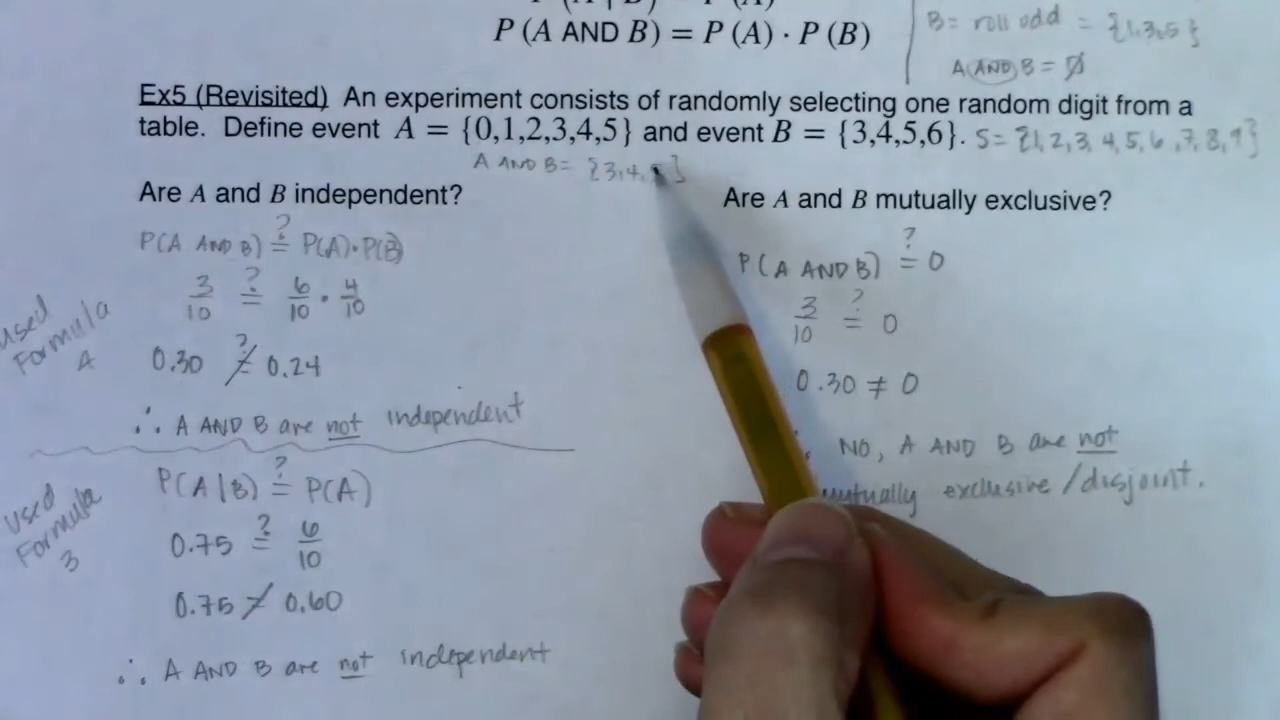 P (A AND B) = P (A) · P (B)
B = roll odd = {1,3,5}
A AND B = ∅
Ex5 (Revisited) An experiment consists of randomly selecting one random digit from a
table. Define event A = {0,1,2,3,4,5} and event B = {3,4,5,6}. S = {1, 2, 3, 4, 5, 6, 7, 8, 9}
A AND B = {3,4, }
Are A and B independent?
P(A AND B) ?= P(A)·P(B)
3/10 ?= 6/10 · 4/10
0.30 ?≠ 0.24
∴ A AND B are not independent
used
Formula
A
P(A|B) ?= P(A)
0.75 ?= 6/10
0.75 ≠ 0.60
∴ A AND B are not independent
used
Formula
3
Are A and B mutually exclusive?
P(A AND B) ?= 0
3/10 ?= 0
0.30 ≠ 0
NO, A AND B are not
mutually exclusive/disjoint.